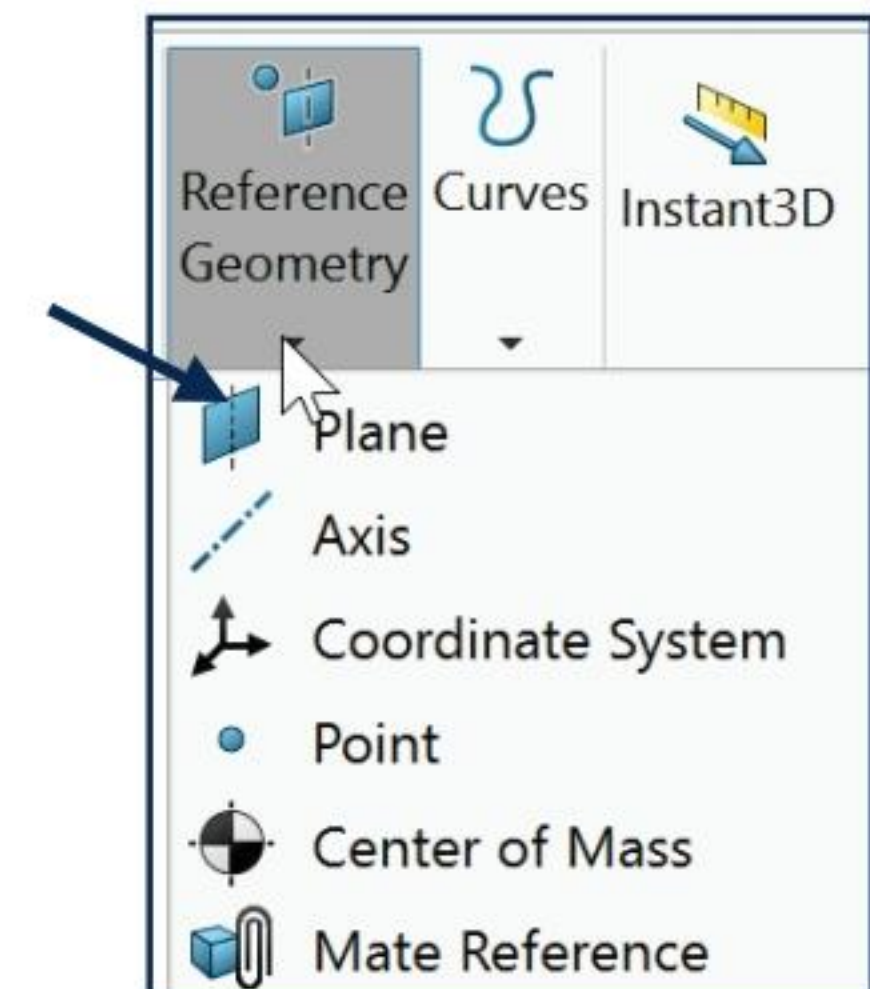 Reference
Geometry
Curves
Instant3D
Plane
Axis
Coordinate System
Point
Center of Mass
Mate Reference